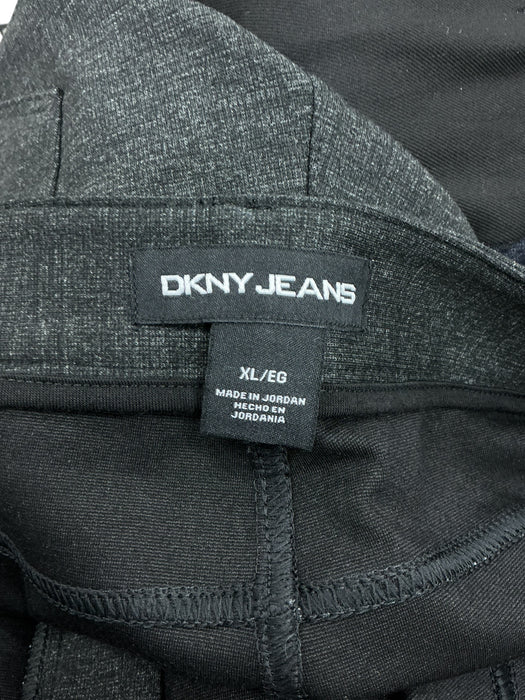 DKNY JEANS
XL/EG
MADE IN JORDAN
HECHO EN
JORDANIA